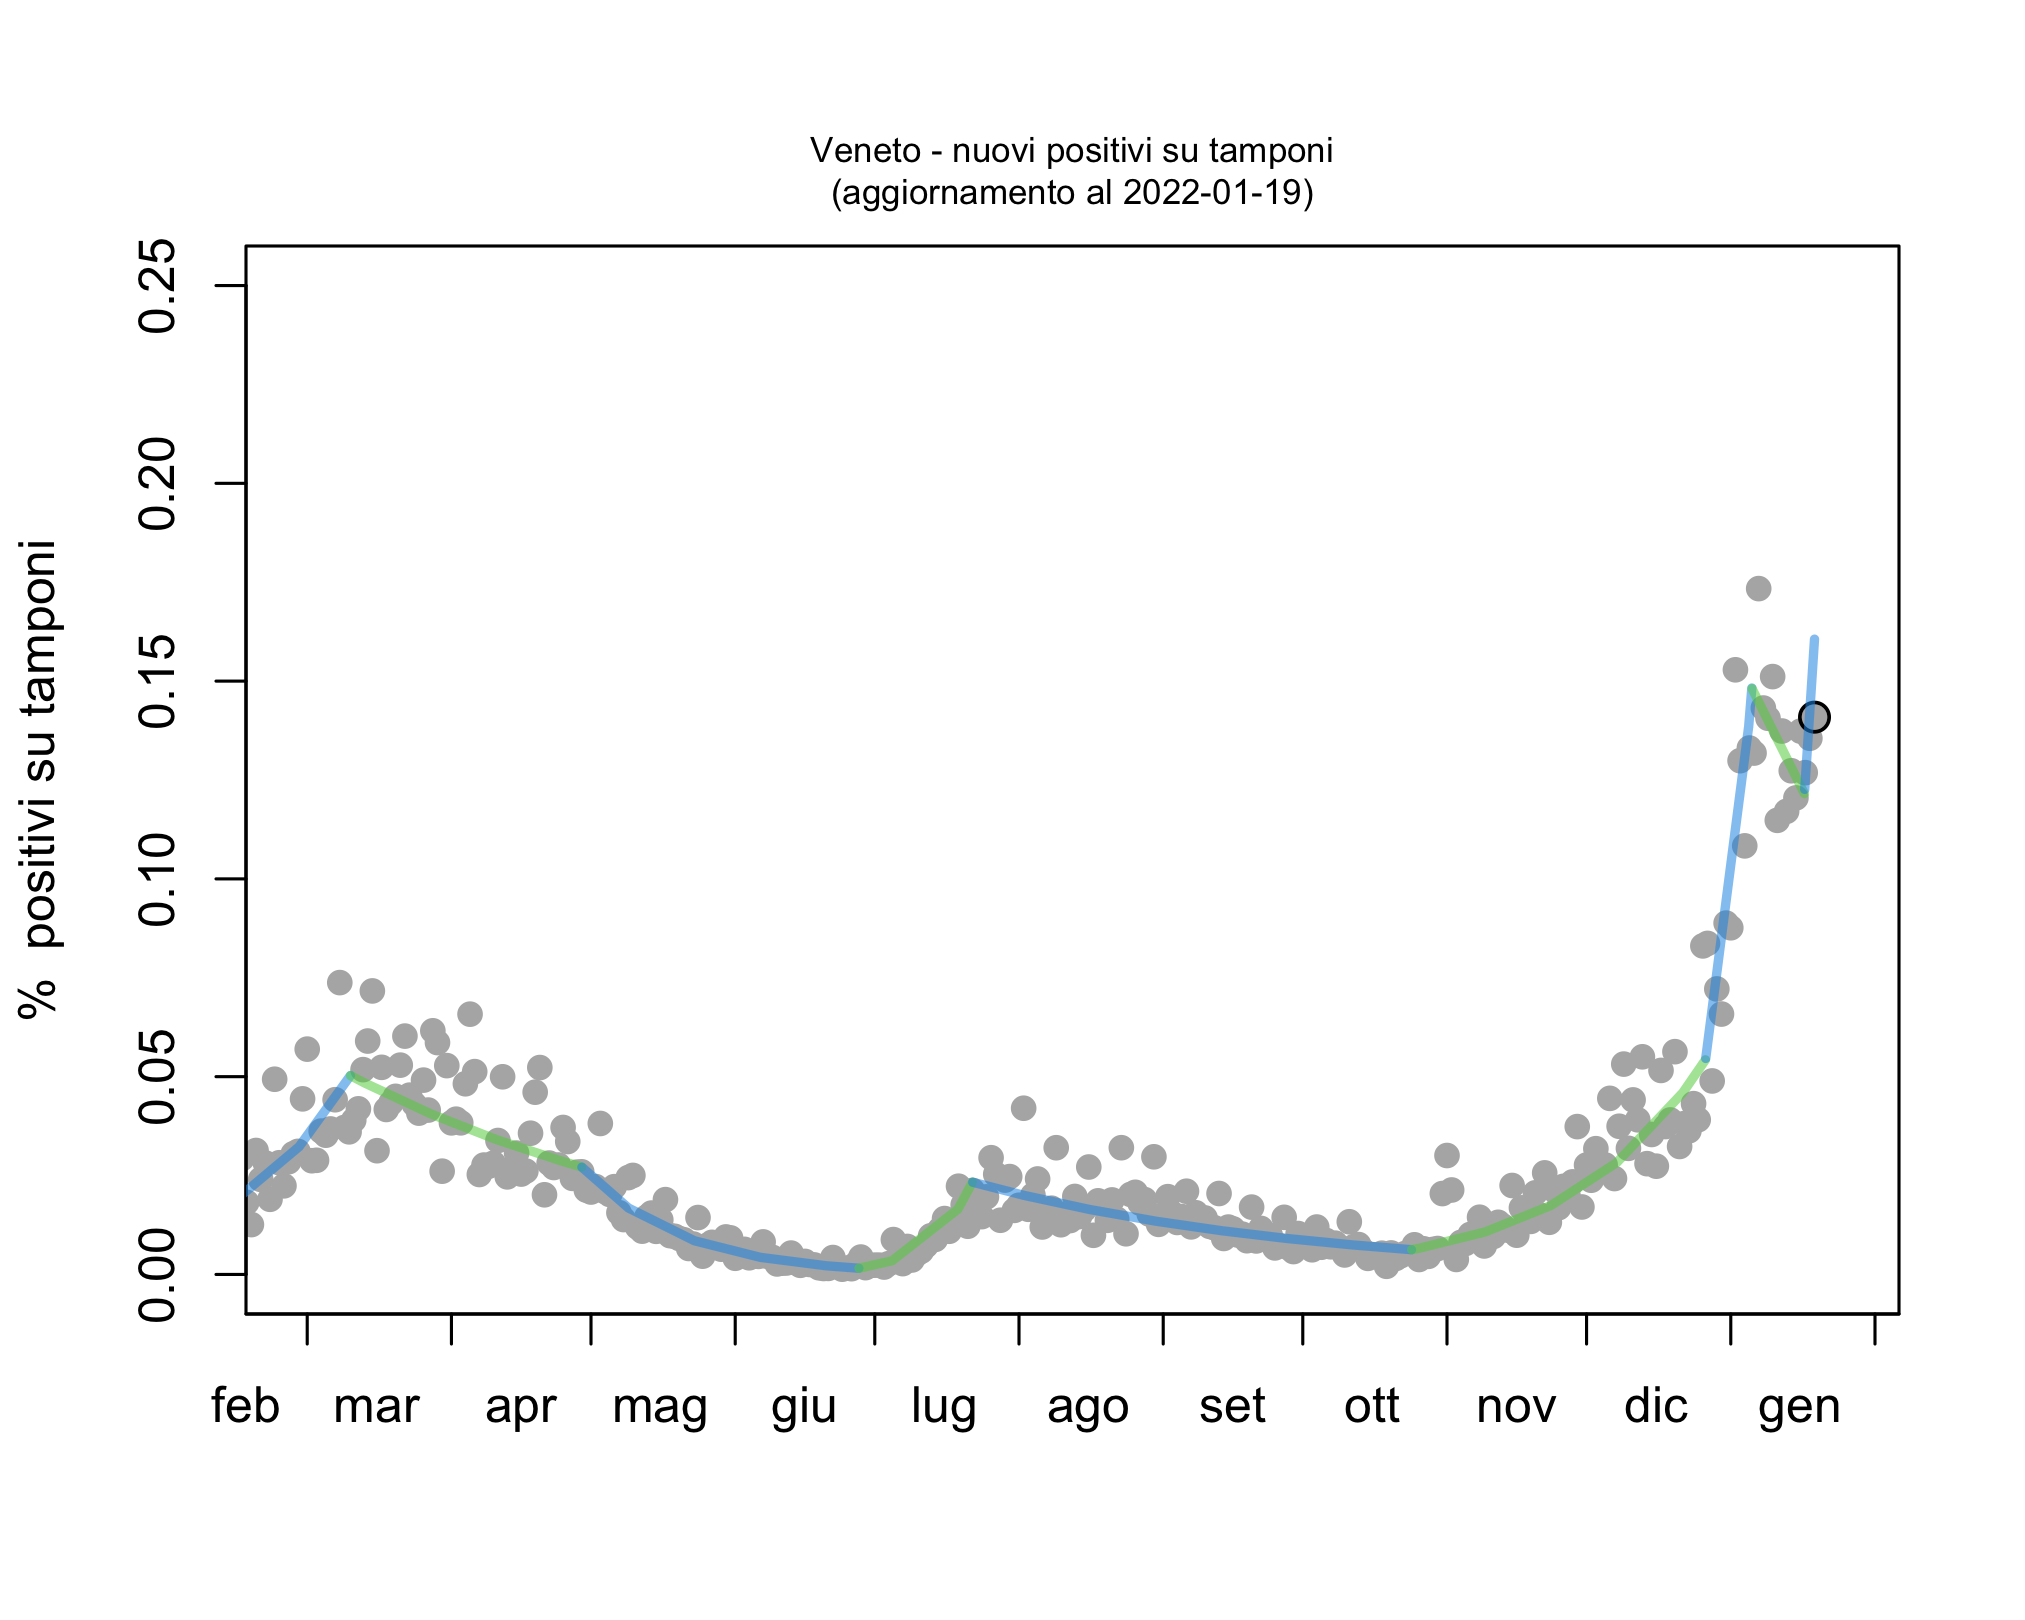 Veneto - nuovi positivi su tamponi
(aggiornamento al 2022-01-19)
% positivi su tamponi
0.25
0.20
0.15
0.10
0.05
0.00
feb mar apr mag giu lug ago set ott nov dic gen